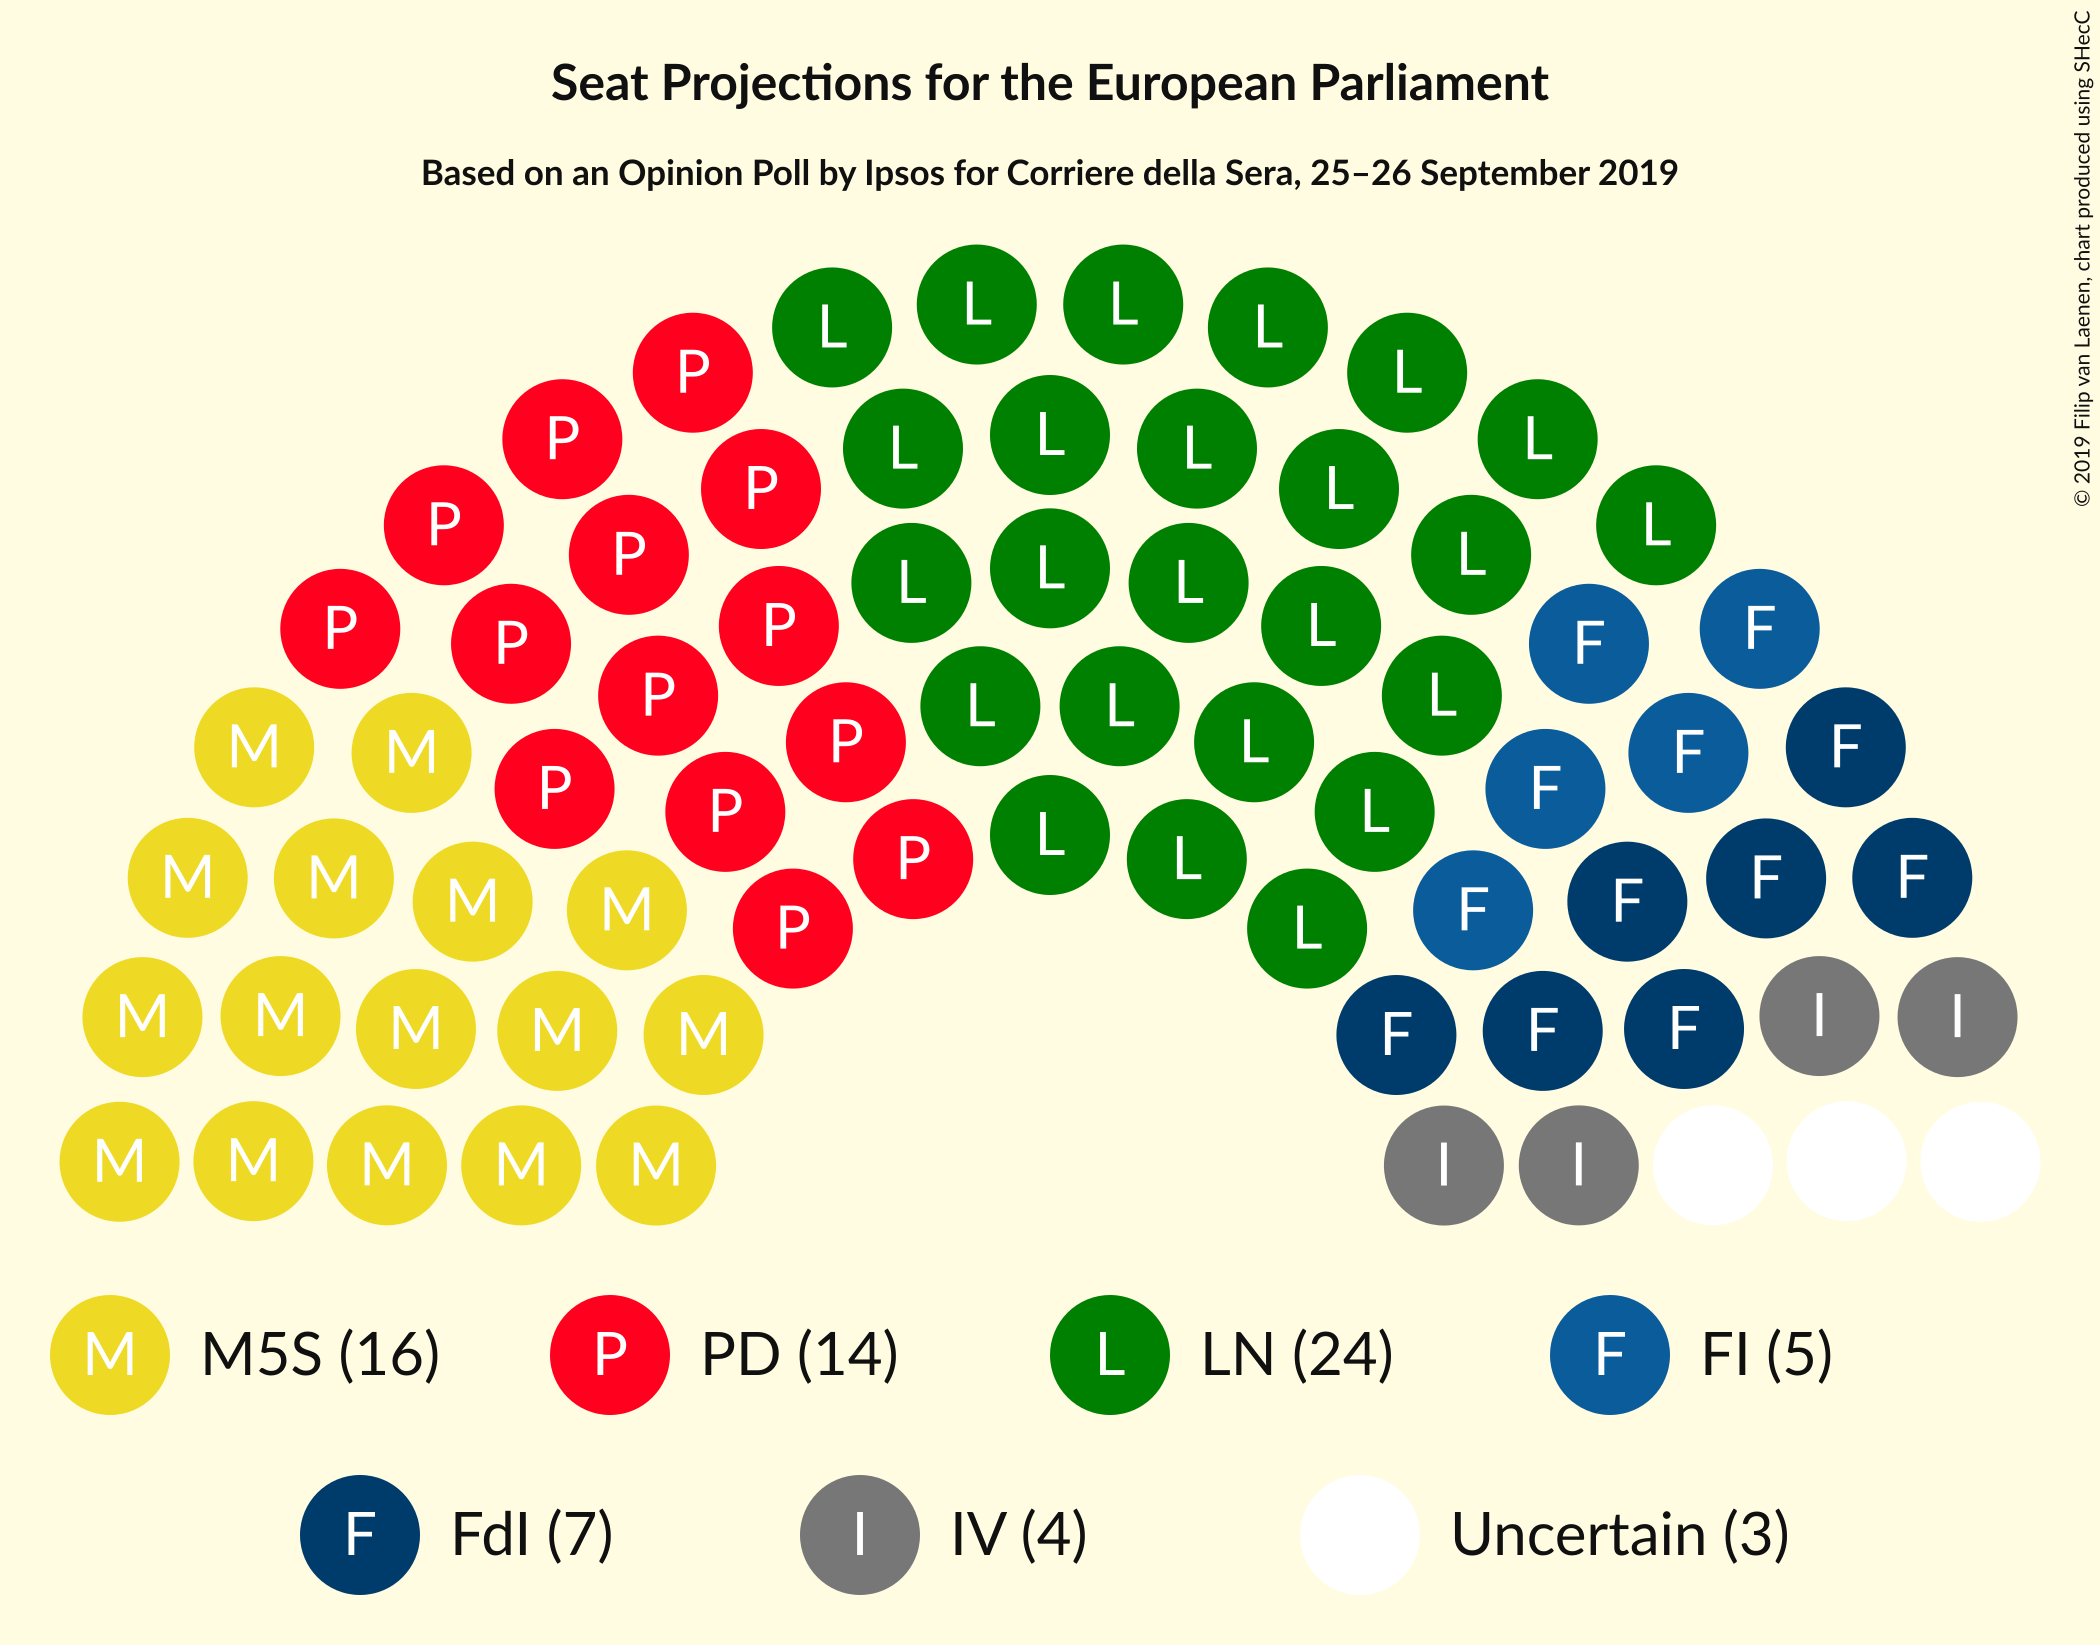 Seat Projections for the European Parliament
Based on an Opinion Poll by Ipsos for Corriere della Sera, 25–26 September 2019
© 2019 Filip van Laenen, chart produced using SHecC
L L L L
P L
P L
P L
L L L
P L
P L
P F F
P
L L L
P L
P L
M M P F F F
P
L L
P L
P L
M M M M P
L L
P L
F F F F
M M M M M F F F I I
M M M M M I I
M M5S (16) P PD (14) L LN (24) F FI (5)
F FdI (7) I IV (4) Uncertain (3)